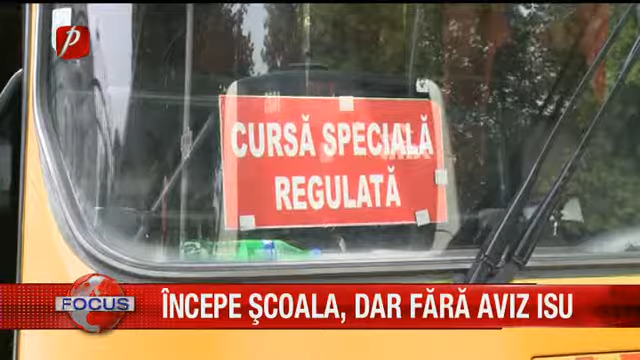 p
CURSĂ SPECIALĂ
REGULATĂ
FOCUS
ÎNCEPE ŞCOALA, DAR FĂRĂ AVIZ ISU